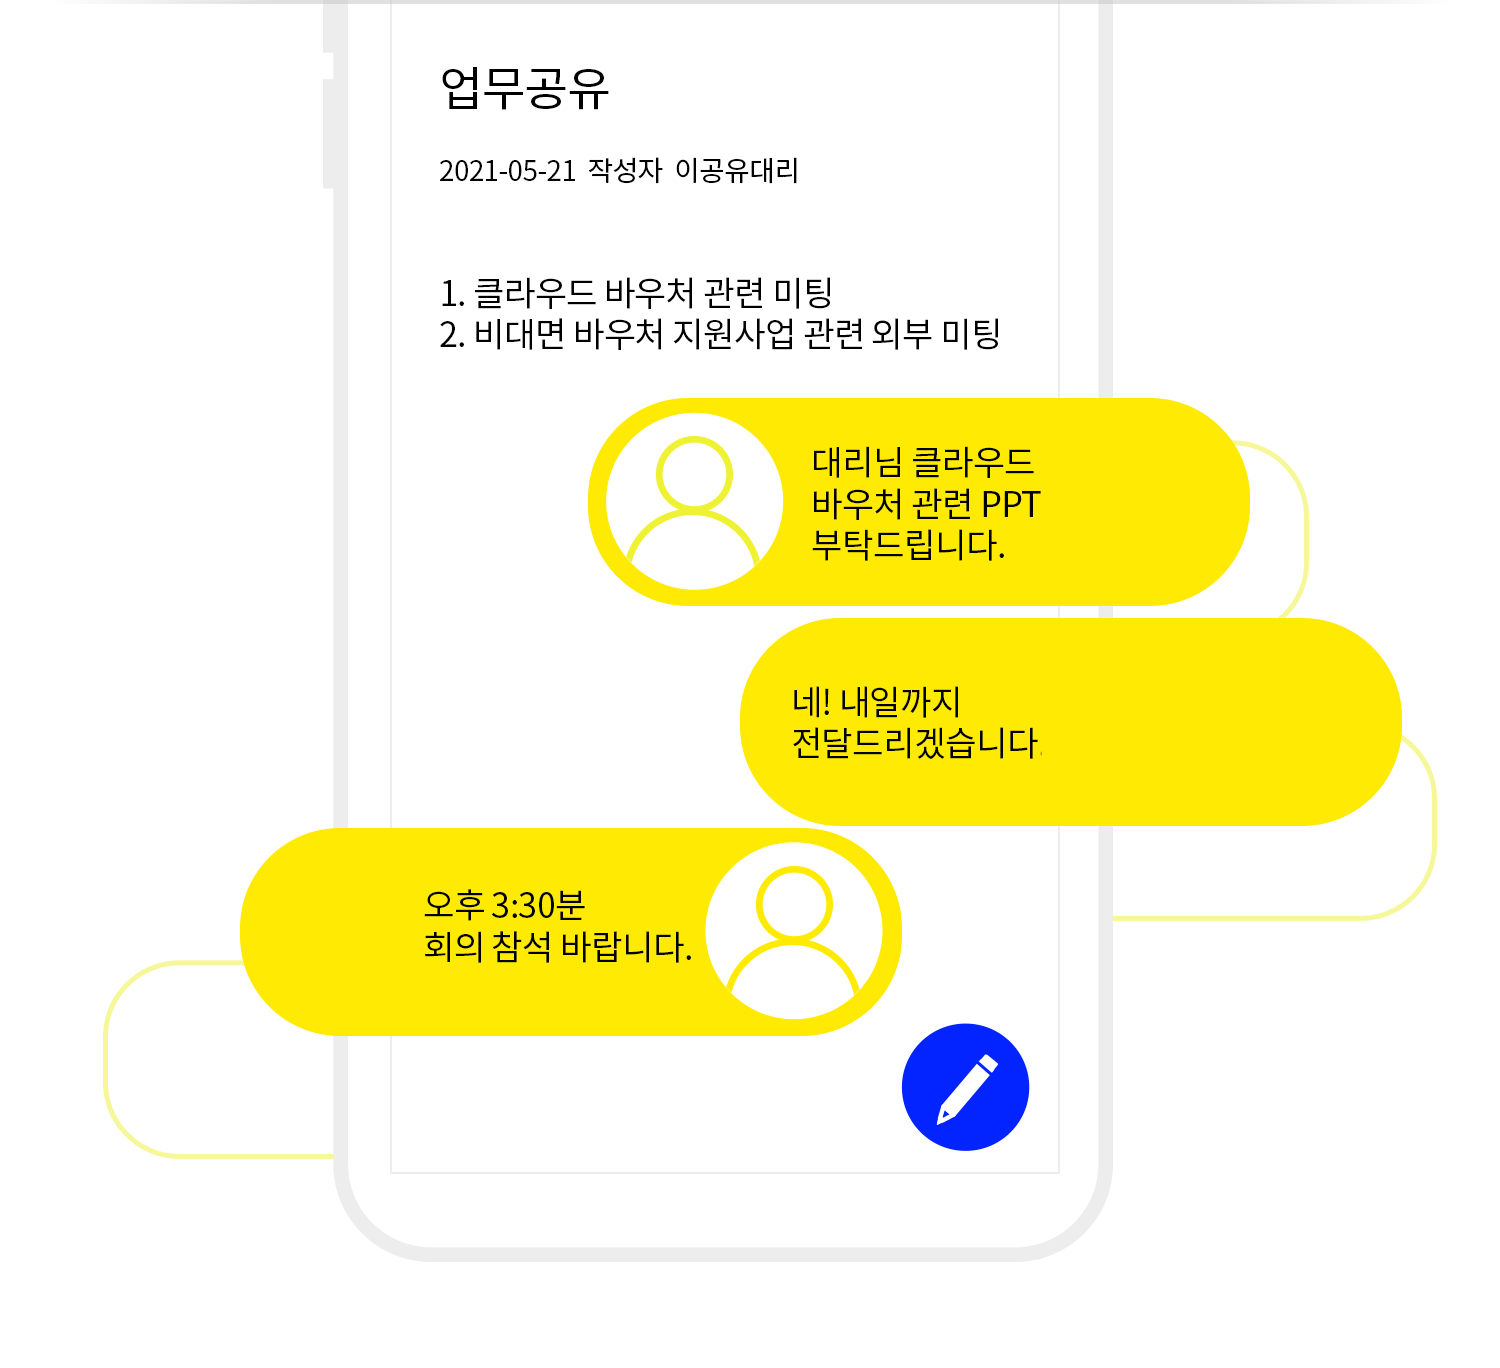 업무공유
2021-05-21 작성자 이공유대리
1. 클라우드 바우처 관련 미팅
2. 비대면 바우처 지원사업 관련 외부 미팅
대리님 클라우드
바우처 관련 PPT
부탁드립니다.
네! 내일까지
전달드리겠습니다.
오후 3:30분
회의 참석 바랍니다.